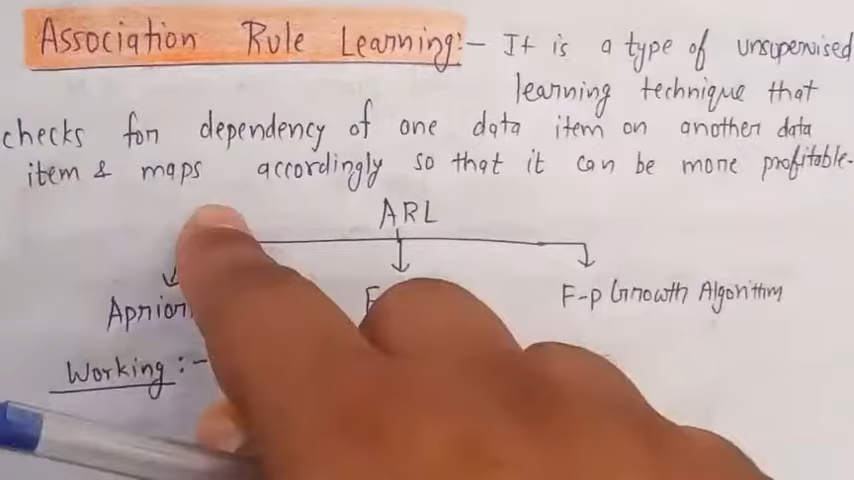 Association Rule Learning:- It is a type of unsupervised
learning technique that
checks for dependency of one data item on another data
item & maps accordingly so that it can be more profitable.
ARL
F-p Growth Algorithm
Working :-